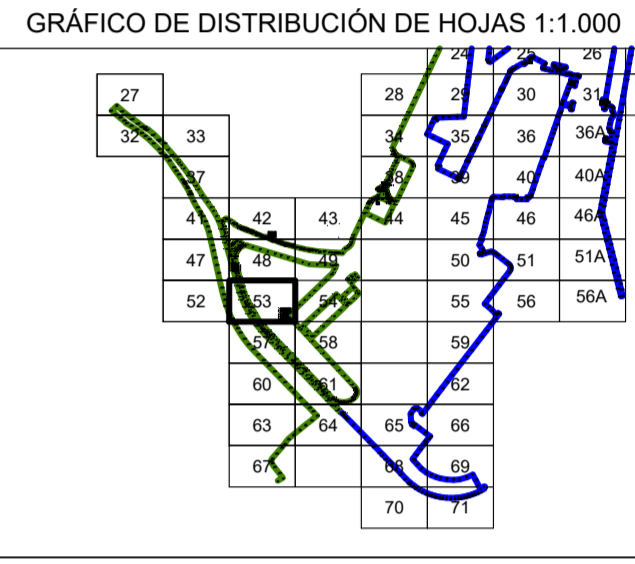 GRÁFICO DE DISTRIBUCIÓN DE HOJAS 1:1.000
24 25 26
27 28 29 30 31
32 33 34 35 36 36A
37 38 39 40 40A
41 42 43 44 45 46 46A
47 48 49 50 51 51A
52 53 54 55 56 56A
57 58 59
60 61 62
63 64 65 66
67 68 69
70 71